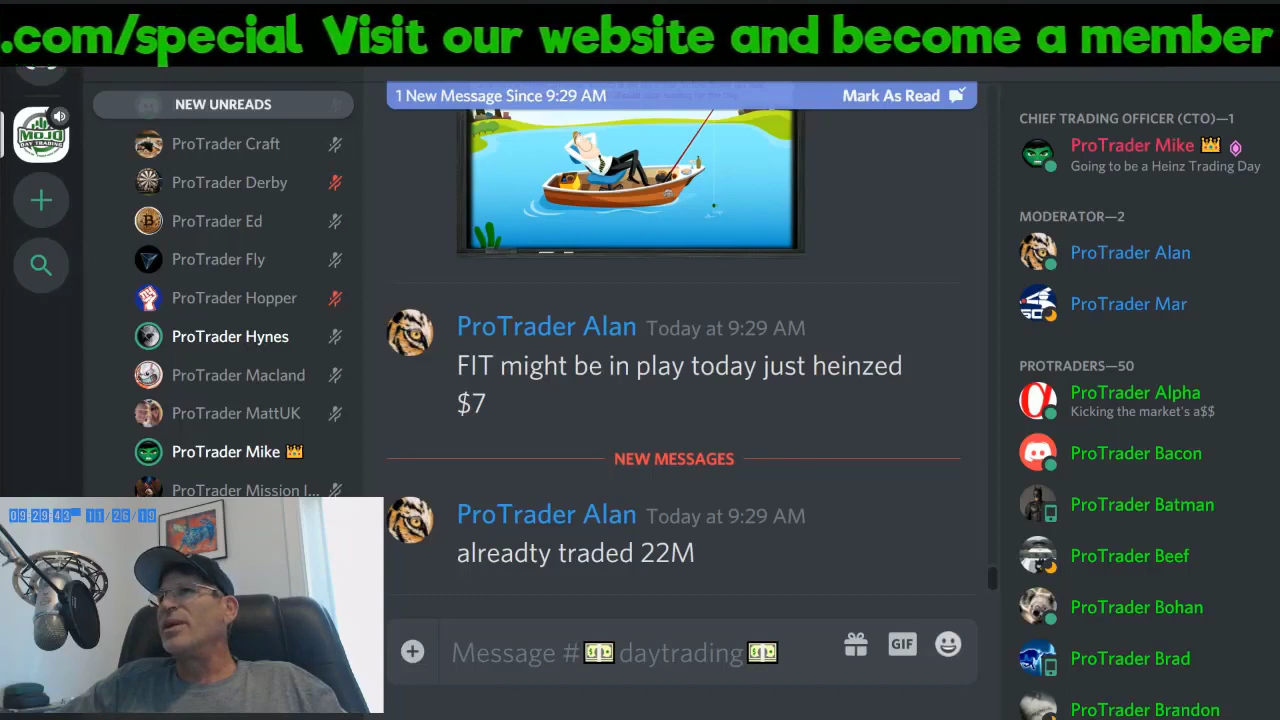 .com/special Visit our website and become a member
NEW UNREADS
ProTrader Craft
ProTrader Derby
ProTrader Ed
ProTrader Fly
ProTrader Hopper
ProTrader Hynes
ProTrader Macland
ProTrader MattUK
ProTrader Mike
ProTrader Mission I...
MOJO
DAY TRADING
09:29:43 11/26/19
1 New Message Since 9:29 AM
Mark As Read
ProTrader Alan Today at 9:29 AM
FIT might be in play today just heinzed
$7
NEW MESSAGES
ProTrader Alan Today at 9:29 AM
alreadty traded 22M
Message #daytrading
GIF
CHIEF TRADING OFFICER (CTO)—1
ProTrader Mike
Going to be a Heinz Trading Day
MODERATOR—2
ProTrader Alan
ProTrader Mar
PROTRADERS—50
ProTrader Alpha
Kicking the market's a$$
ProTrader Bacon
ProTrader Batman
ProTrader Beef
ProTrader Bohan
ProTrader Brad
ProTrader Brandon